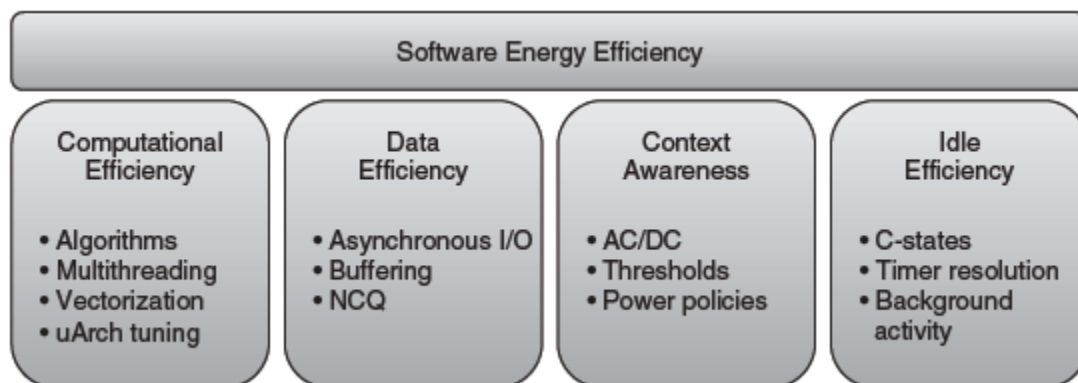 Software Energy Efficiency
Computational
Efficiency
• Algorithms
• Multithreading
• Vectorization
• uArch tuning
Data
Efficiency
• Asynchronous I/O
• Buffering
• NCQ
Context
Awareness
• AC/DC
• Thresholds
• Power policies
Idle
Efficiency
• C-states
• Timer resolution
• Background
activity